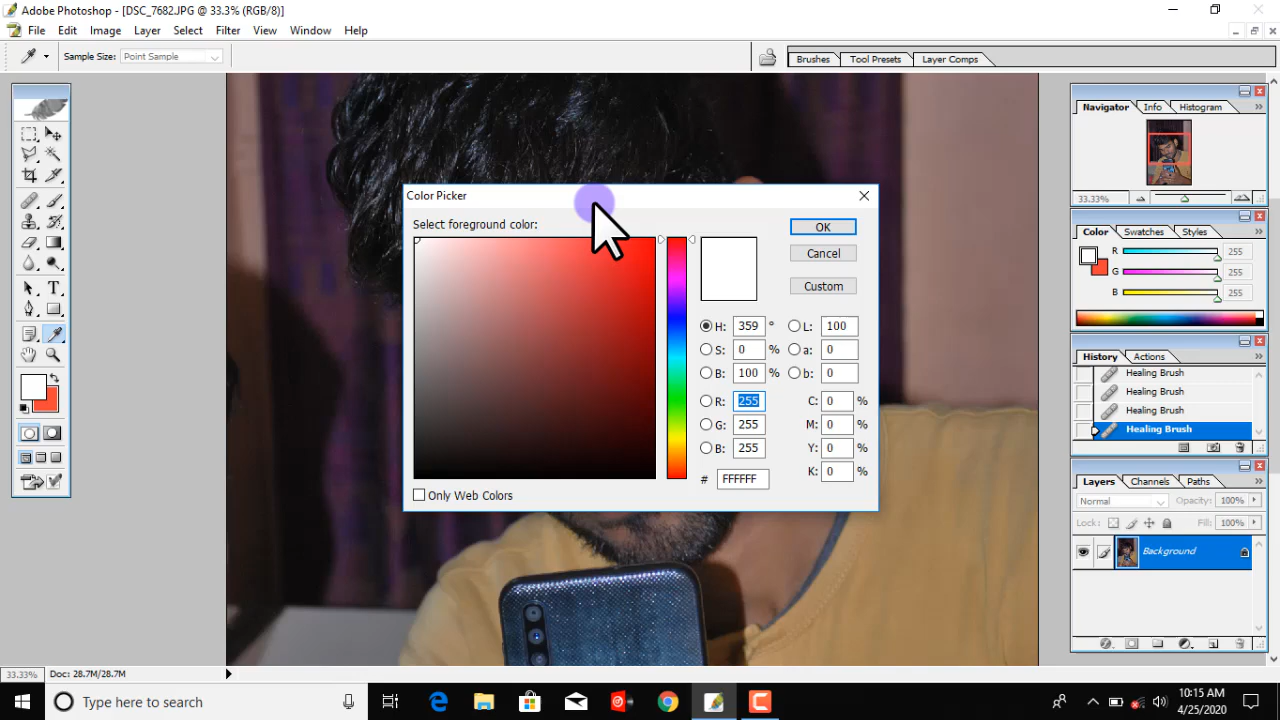 Adobe Photoshop - [DSC_7682.JPG @ 33.3% (RGB/8)]
File Edit Image Layer Select Filter View Window Help
Sample Size: Point Sample
Brushes Tool Presets Layer Comps
Navigator Info Histogram
33.33%
Color Swatches Styles
R 255
G 255
B 255
History Actions
Healing Brush
Healing Brush
Healing Brush
Healing Brush
Layers Channels Paths
Normal Opacity: 100%
Lock: Fill: 100%
Background
Color Picker
Select foreground color:
OK
Cancel
Custom
H: 359 ° L: 100
S: 0 % a: 0
B: 100 % b: 0
R: 255 C: 0 %
G: 255 M: 0 %
B: 255 Y: 0 %
# FFFFFF K: 0 %
Only Web Colors
T
33.33% Doc: 28.7M/28.7M
Type here to search
10:15 AM
4/25/2020